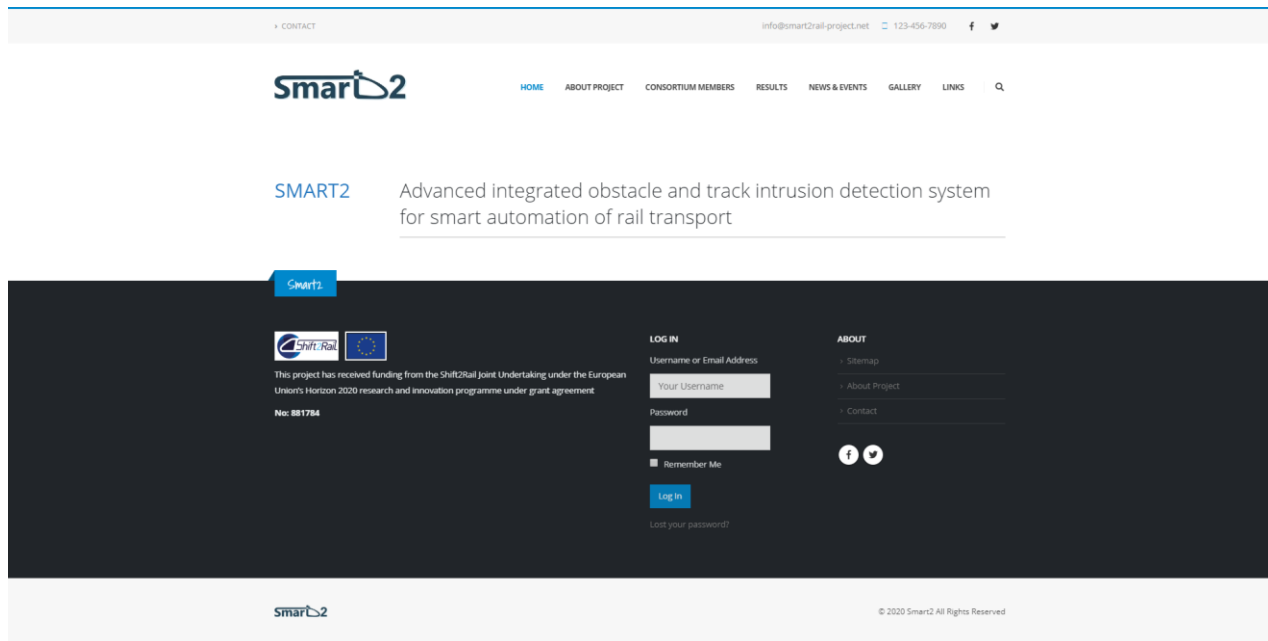 CONTACT
info@smart2rail-project.net 123-456-7890
Smart2
HOME ABOUT PROJECT CONSORTIUM MEMBERS RESULTS NEWS & EVENTS GALLERY LINKS
SMART2
Advanced integrated obstacle and track intrusion detection system
for smart automation of rail transport
Smart2
Shift2Rail
This project has received funding from the Shift2Rail Joint Undertaking under the European
Union's Horizon 2020 research and innovation programme under grant agreement
No: 881784
LOG IN
Username or Email Address
Your Username
Password
Remember Me
Log In
Lost your password?
ABOUT
Sitemap
About Project
Contact
Smart2
© 2020 Smart2 All Rights Reserved